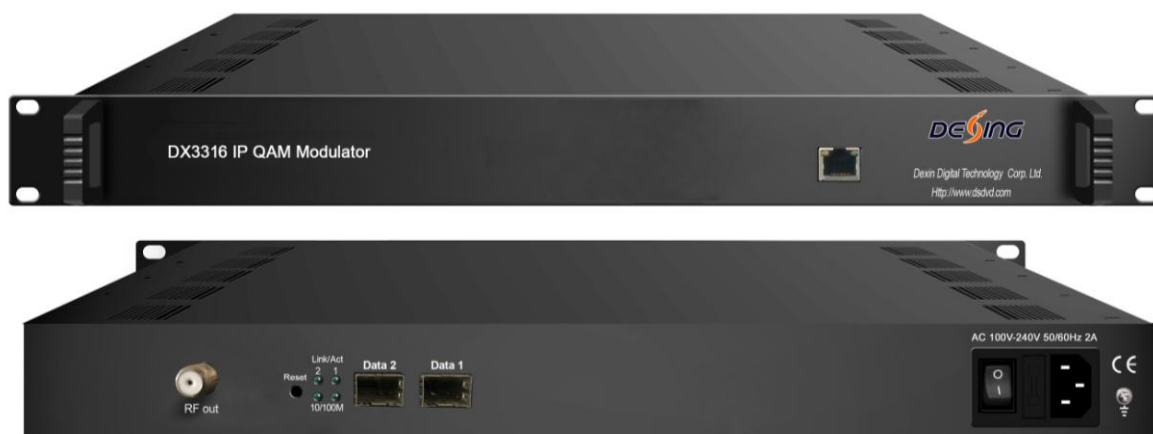 DX3316 IP QAM Modulator
DESING
Dexin Digital Technology Corp. Ltd.
Http://www.dsdvd.com
AC 100V-240V 50/60Hz 2A
Link/Act
2 1
Data 2
Data 1
Reset
10/100M
RF out
O
I
CE